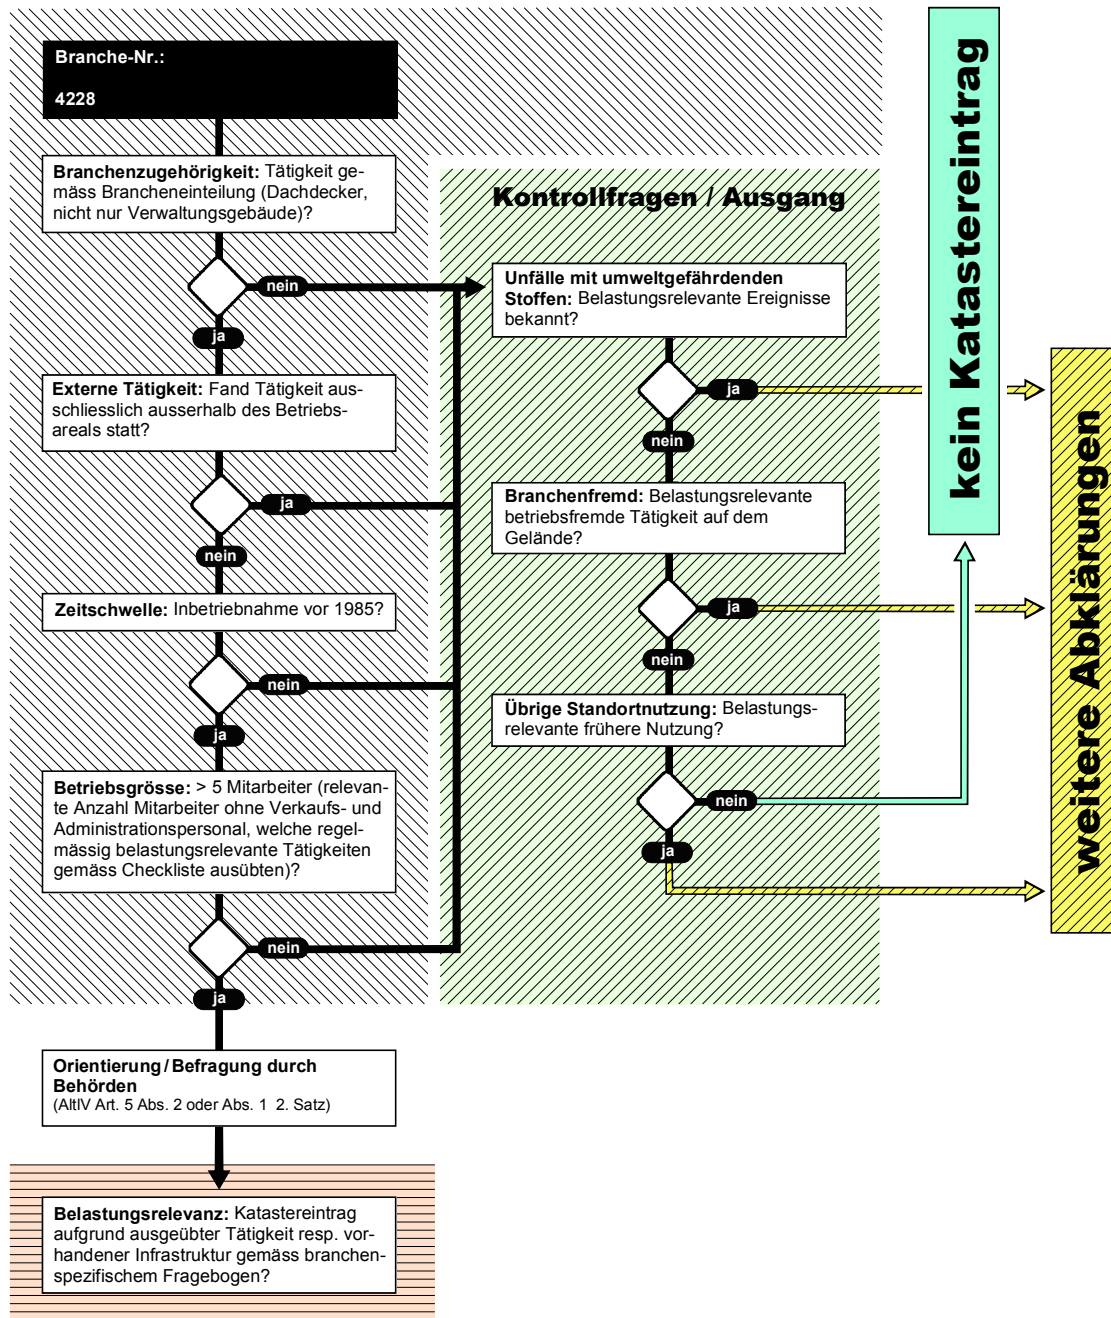 Branche-Nr.:
4228
Branchenzugehörigkeit: Tätigkeit ge-
mäss Brancheneinteilung (Dachdecker,
nicht nur Verwaltungsgebäude)?
nein
ja
Externe Tätigkeit: Fand Tätigkeit aus-
schliesslich ausserhalb des Betriebs-
areals statt?
ja
nein
Zeitschwelle: Inbetriebnahme vor 1985?
nein
ja
Betriebsgrösse: > 5 Mitarbeiter (relevan-
te Anzahl Mitarbeiter ohne Verkaufs- und
Administrationspersonal, welche regel-
mässig belastungsrelevante Tätigkeiten
gemäss Checkliste ausübten)?
nein
ja
Orientierung / Befragung durch
Behörden
(AltlV Art. 5 Abs. 2 oder Abs. 1 2. Satz)
Belastungsrelevanz: Katastereintrag
aufgrund ausgeübter Tätigkeit resp. vor-
handener Infrastruktur gemäss branchen-
spezifischem Fragebogen?
Kontrollfragen / Ausgang
Unfälle mit umweltgefährdenden
Stoffen: Belastungsrelevante Ereignisse
bekannt?
ja
nein
Branchenfremd: Belastungsrelevante
betriebsfremde Tätigkeit auf dem
Gelände?
ja
nein
Übrige Standortnutzung: Belastungs-
relevante frühere Nutzung?
nein
ja
kein Katastereintrag
weitere Abklärungen